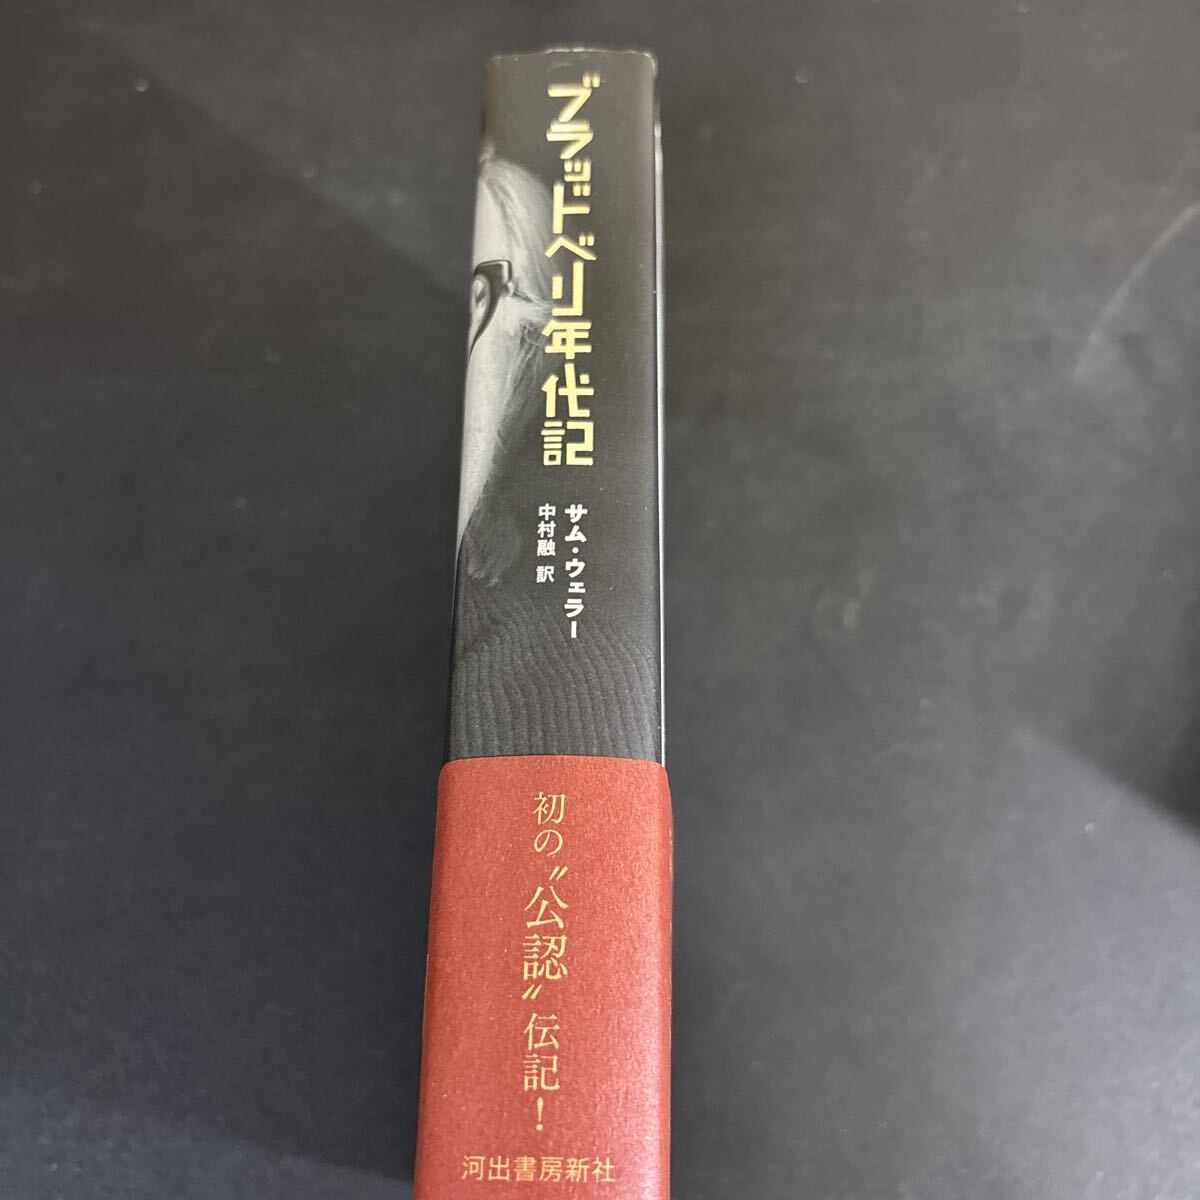 ブラッドベリ年代記
サム・ウェラー
中村融 訳
初の〝公認〟伝記！
河出書房新社